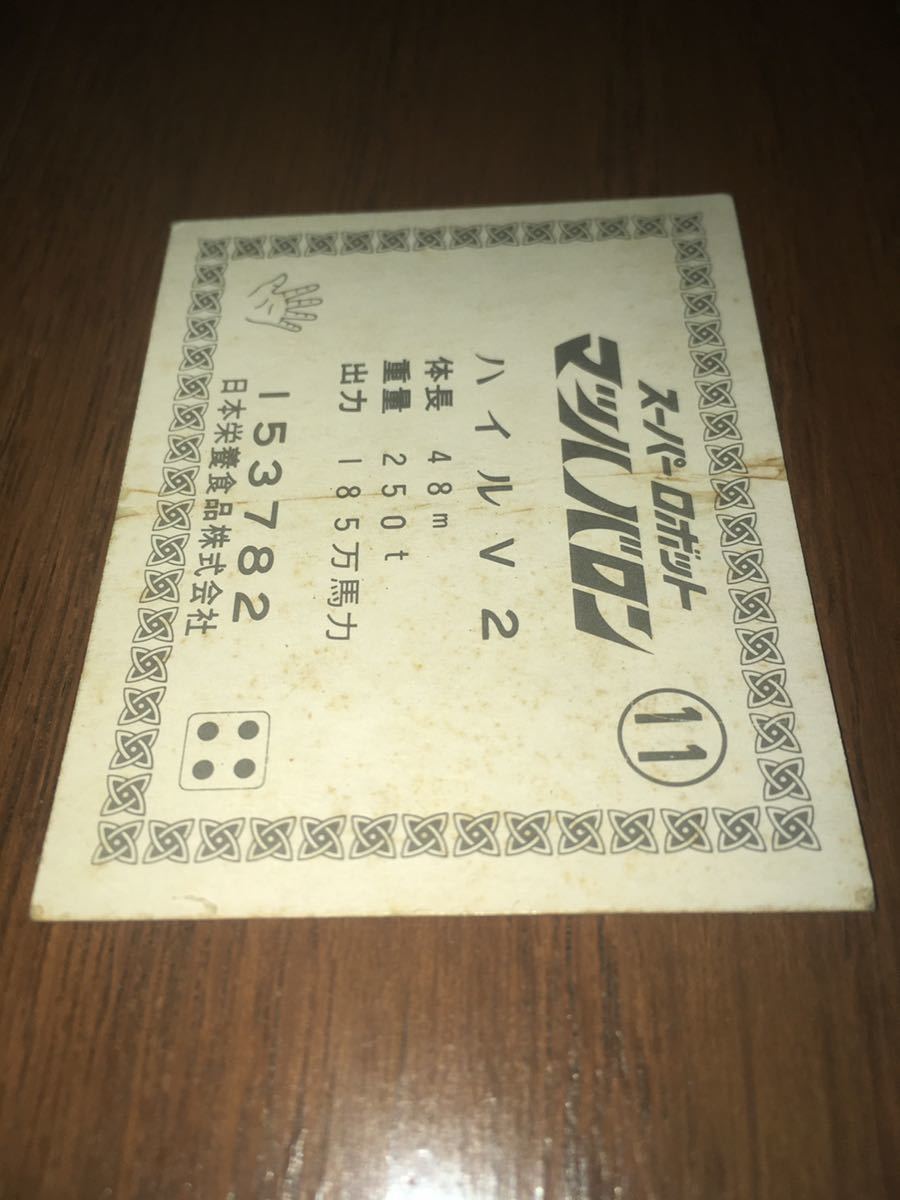 スーパーロボット
マッハバロン
11
ハイルV2
体長 48m
重量 250t
出力 185万馬力
153782
日本栄養食品株式会社